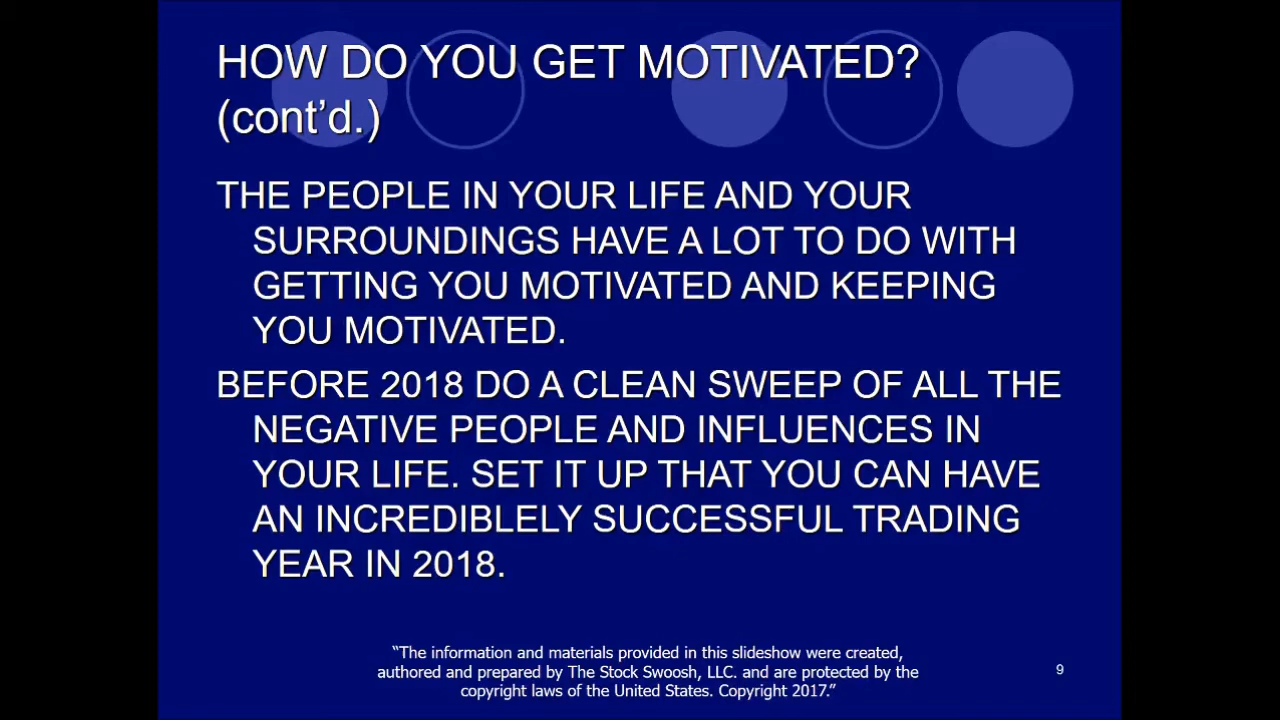 HOW DO YOU GET MOTIVATED?
(cont’d.)
THE PEOPLE IN YOUR LIFE AND YOUR
SURROUNDINGS HAVE A LOT TO DO WITH
GETTING YOU MOTIVATED AND KEEPING
YOU MOTIVATED.
BEFORE 2018 DO A CLEAN SWEEP OF ALL THE
NEGATIVE PEOPLE AND INFLUENCES IN
YOUR LIFE. SET IT UP THAT YOU CAN HAVE
AN INCREDIBLELY SUCCESSFUL TRADING
YEAR IN 2018.
“The information and materials provided in this slideshow were created,
authored and prepared by The Stock Swoosh, LLC. and are protected by the
copyright laws of the United States. Copyright 2017.”
9